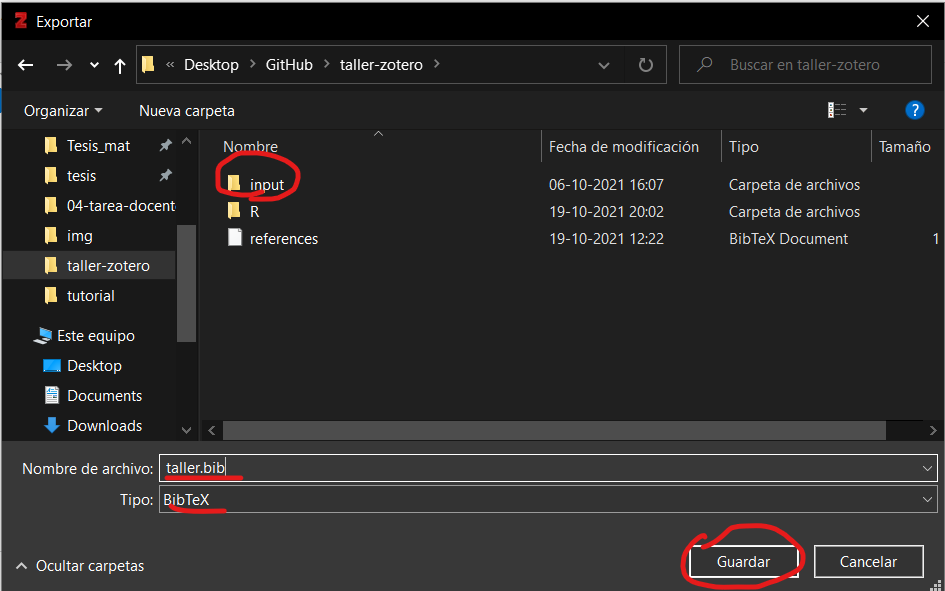 Z Exportar
« Desktop > GitHub > taller-zotero >
Buscar en taller-zotero
Organizar Nueva carpeta ?
Tesis_mat
tesis
04-tarea-docent
img
taller-zotero
tutorial
Este equipo
Desktop
Documents
Downloads
Nombre Fecha de modificación Tipo Tamaño
input 06-10-2021 16:07 Carpeta de archivos
R 19-10-2021 20:02 Carpeta de archivos
references 19-10-2021 12:22 BibTeX Document 1
Nombre de archivo: taller.bib
Tipo: BibTeX
Ocultar carpetas Guardar Cancelar